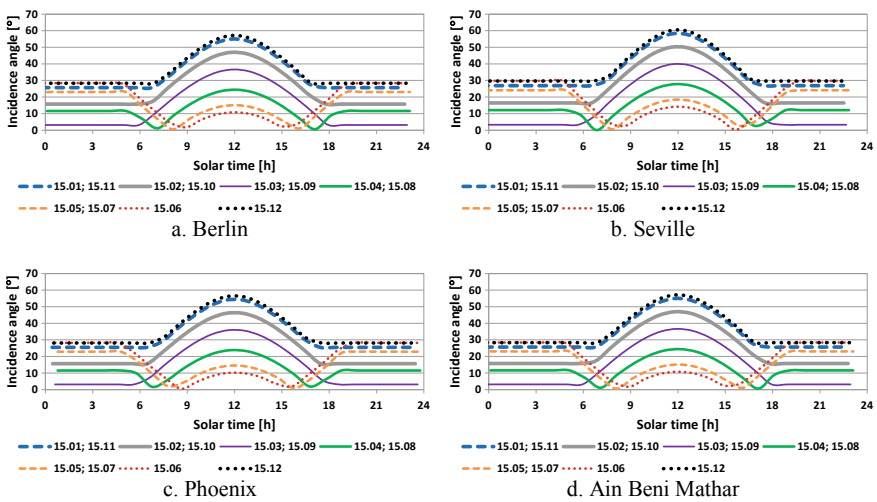 70
60
50
40
30
20
10
0
Incidence angle [°]
0 3 6 9 12 15 18 21 24
Solar time [h]
15.01; 15.11 15.02; 15.10 15.03; 15.09 15.04; 15.08
15.05; 15.07 15.06 15.12
a. Berlin
70
60
50
40
30
20
10
0
Incidence angle [°]
0 3 6 9 12 15 18 21 24
Solar time [h]
15.01; 15.11 15.02; 15.10 15.03; 15.09 15.04; 15.08
15.05; 15.07 15.06 15.12
b. Seville
70
60
50
40
30
20
10
0
Incidence angle [°]
0 3 6 9 12 15 18 21 24
Solar time [h]
15.01; 15.11 15.02; 15.10 15.03; 15.09 15.04; 15.08
15.05; 15.07 15.06 15.12
c. Phoenix
70
60
50
40
30
20
10
0
Incidence angle [°]
0 3 6 9 12 15 18 21 24
Solar time [h]
15.01; 15.11 15.02; 15.10 15.03; 15.09 15.04; 15.08
15.05; 15.07 15.06 15.12
d. Ain Beni Mathar